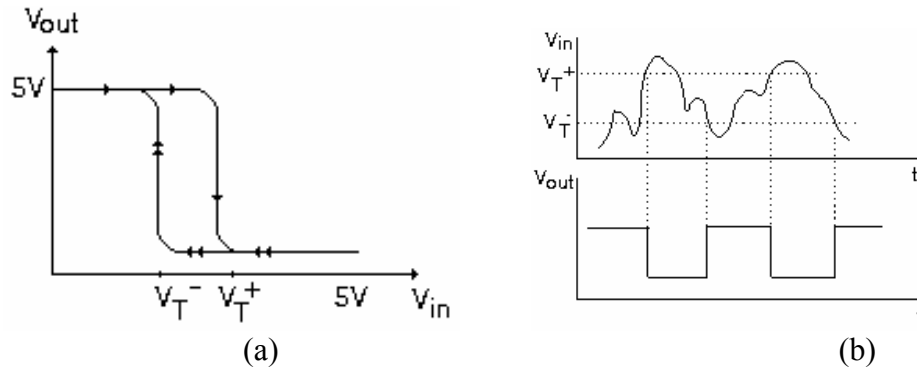 Vout
5V
VT⁻ VT⁺ 5V Vin
(a)
Vin
VT⁺
VT⁻
t
Vout
(b)